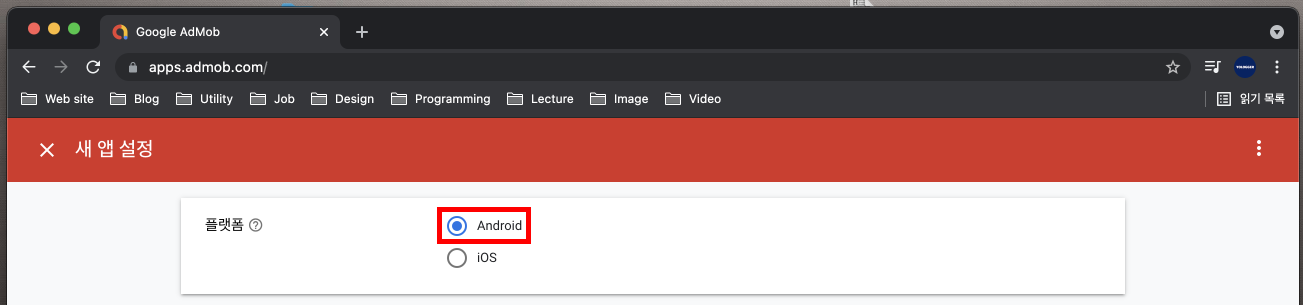 Google AdMob
apps.admob.com/
Web site Blog Utility Job Design Programming Lecture Image Video 읽기 목록
새 앱 설정
플랫폼 Android
iOS